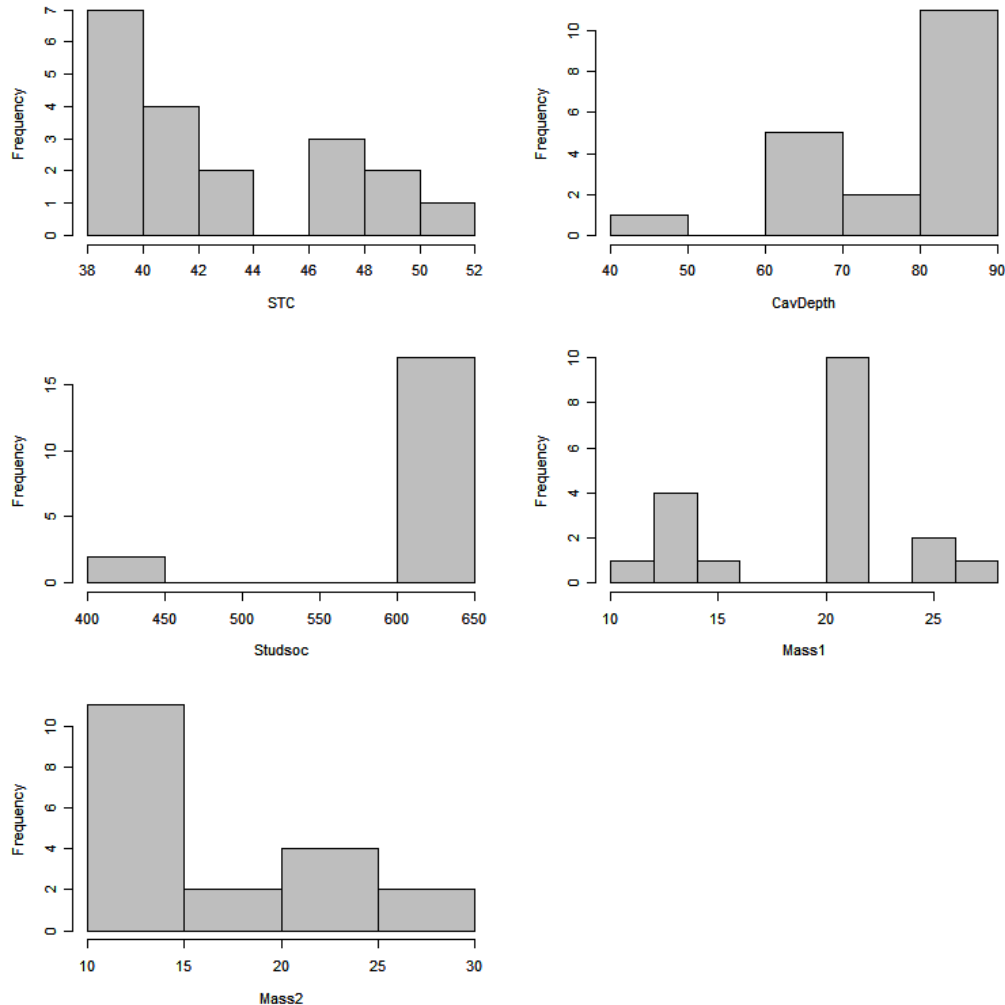 Frequency
0 1 2 3 4 5 6 7
38 40 42 44 46 48 50 52
STC
Frequency
0 2 4 6 8 10
40 50 60 70 80 90
CavDepth
Frequency
0 5 10 15
400 450 500 550 600 650
Studsoc
Frequency
0 2 4 6 8 10
10 15 20 25
Mass1
Frequency
0 2 4 6 8 10
10 15 20 25 30
Mass2